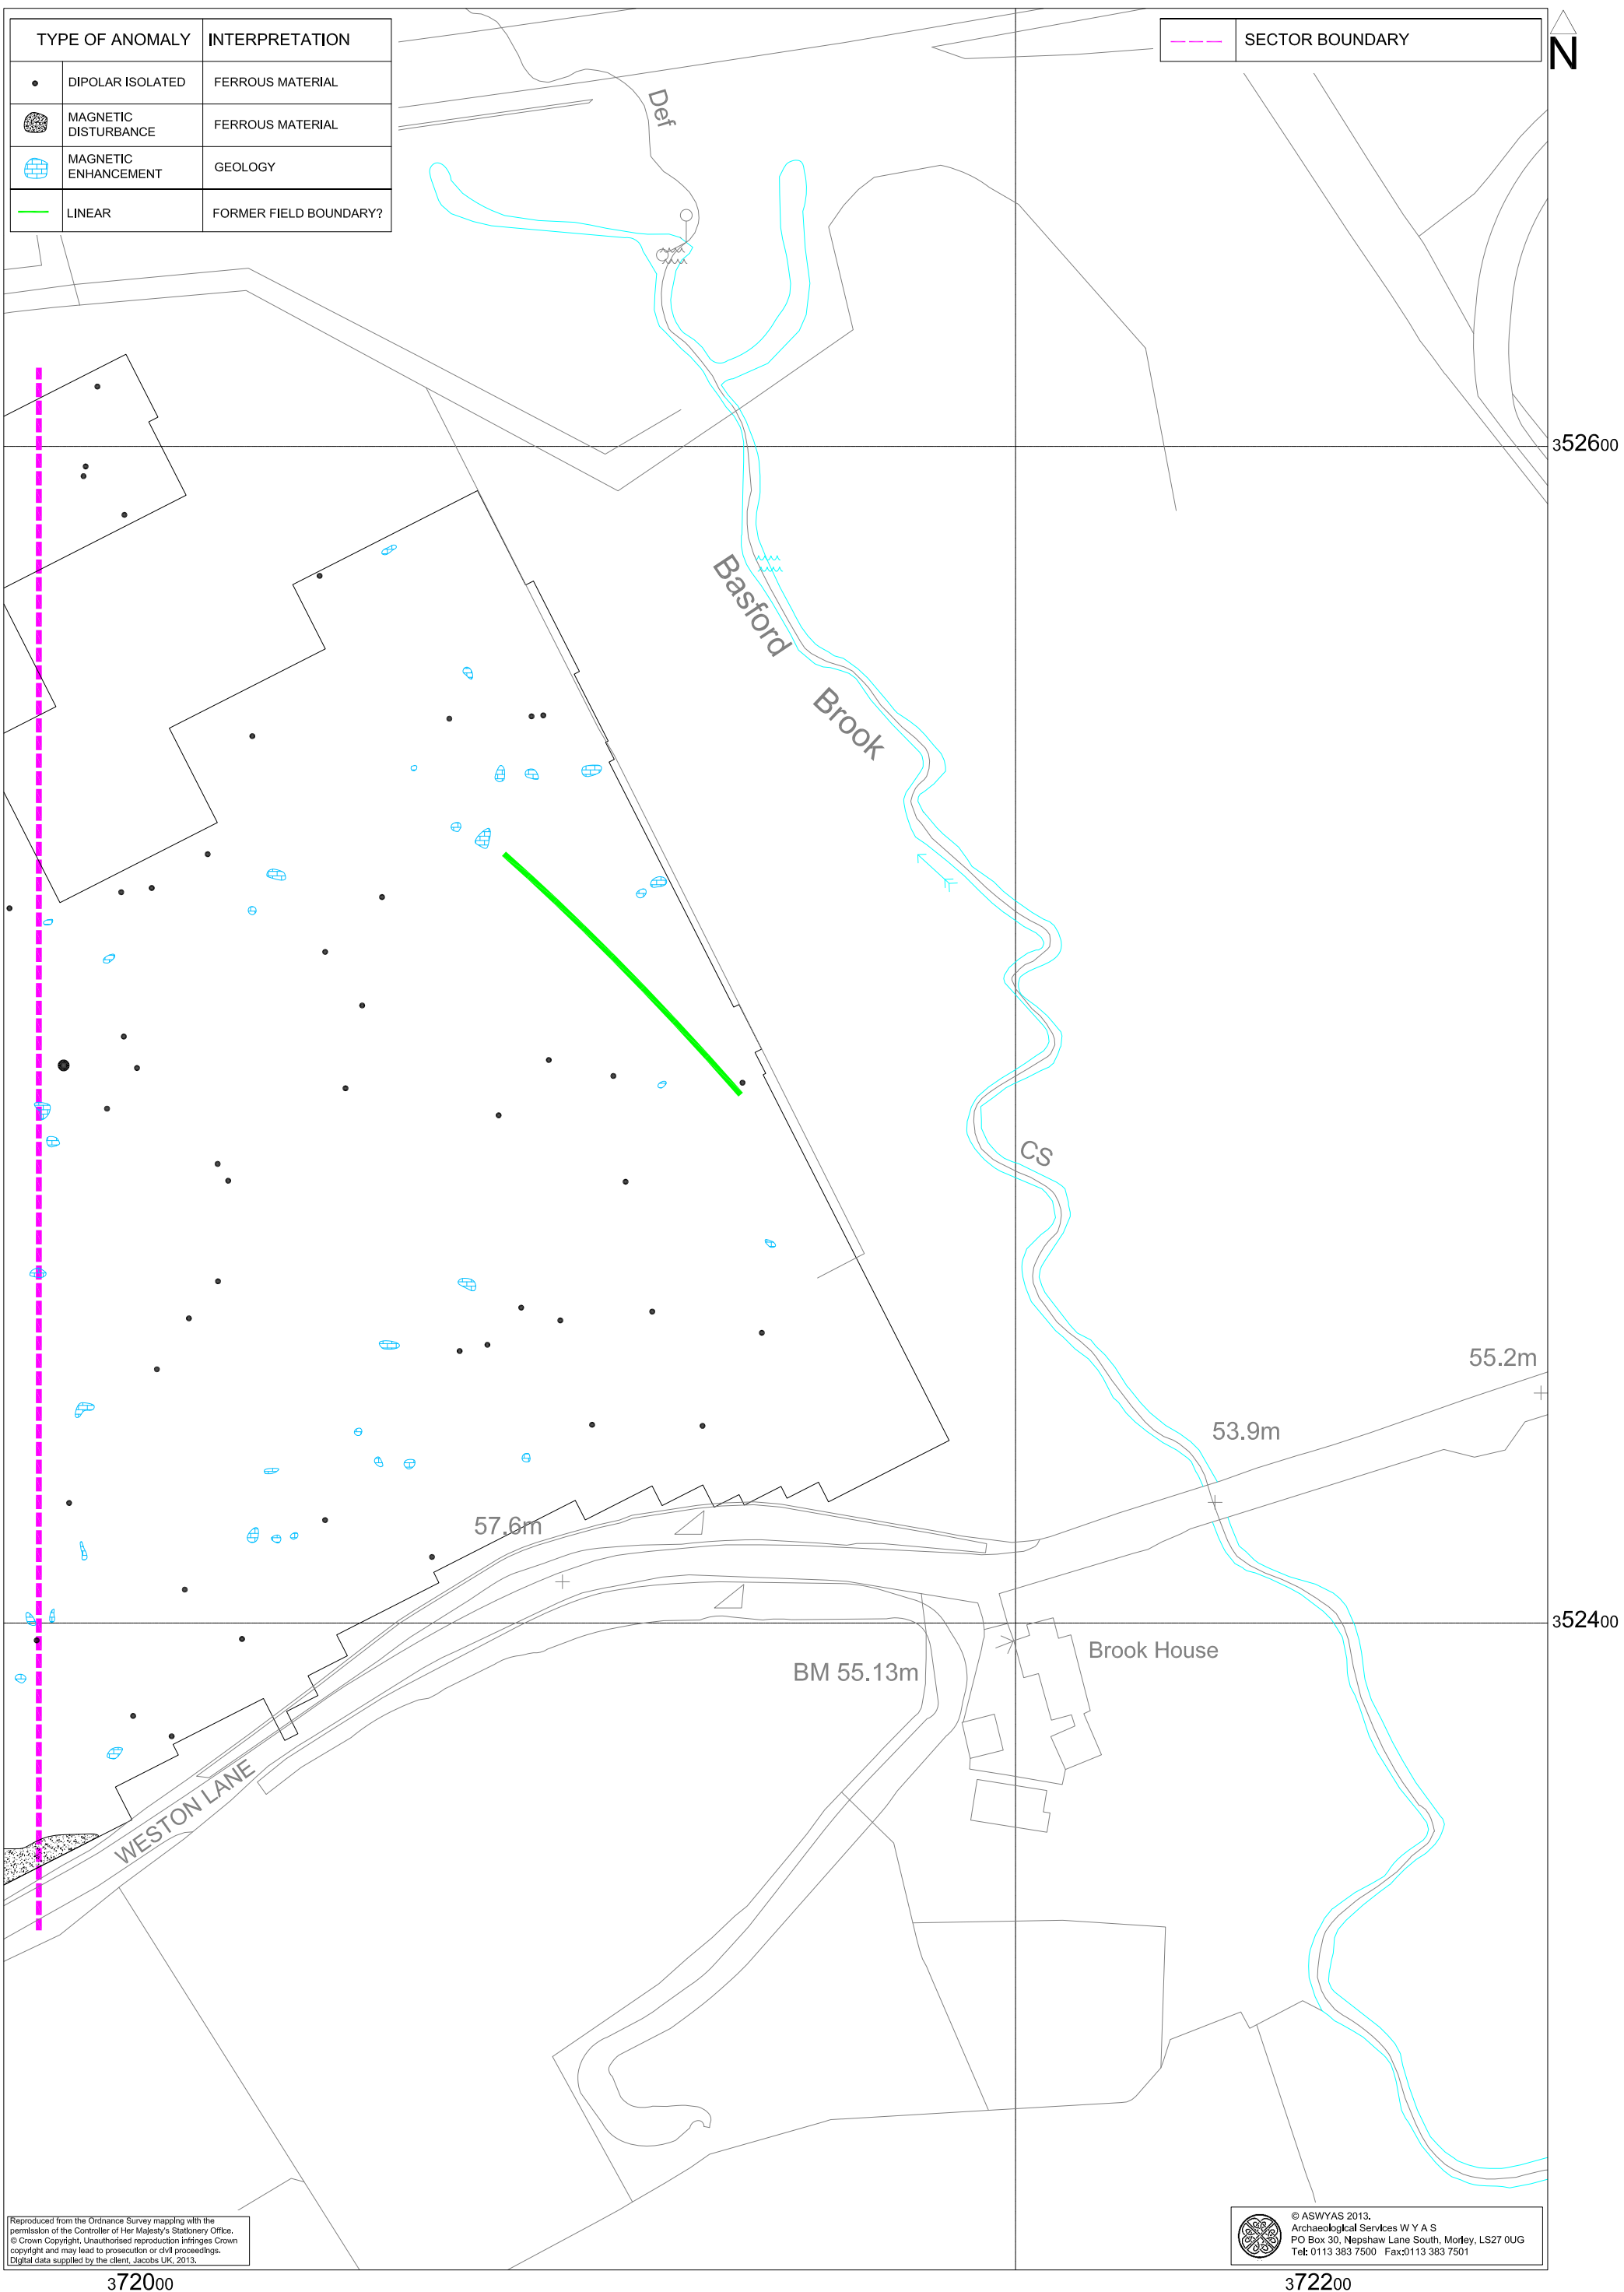 TYPE OF ANOMALY INTERPRETATION
DIPOLAR ISOLATED FERROUS MATERIAL
MAGNETIC
DISTURBANCE
FERROUS MATERIAL
MAGNETIC
ENHANCEMENT
GEOLOGY
LINEAR FORMER FIELD BOUNDARY?
SECTOR BOUNDARY
N
Def
352600
Basford
Brook
CS
55.2m
53.9m
57.6m
352400
Brook House
BM 55.13m
WESTON LANE
Reproduced from the Ordnance Survey mapping with the
permission of the Controller of Her Majesty's Stationery Office.
© Crown Copyright. Unauthorised reproduction infringes Crown
copyright and may lead to prosecution or civil proceedings.
Digital data supplied by the client, Jacobs UK, 2013.
© ASWYAS 2013.
Archaeological Services W Y A S
PO Box 30, Nepshaw Lane South, Morley, LS27 0UG
Tel: 0113 383 7500 Fax:0113 383 7501
372000
372200